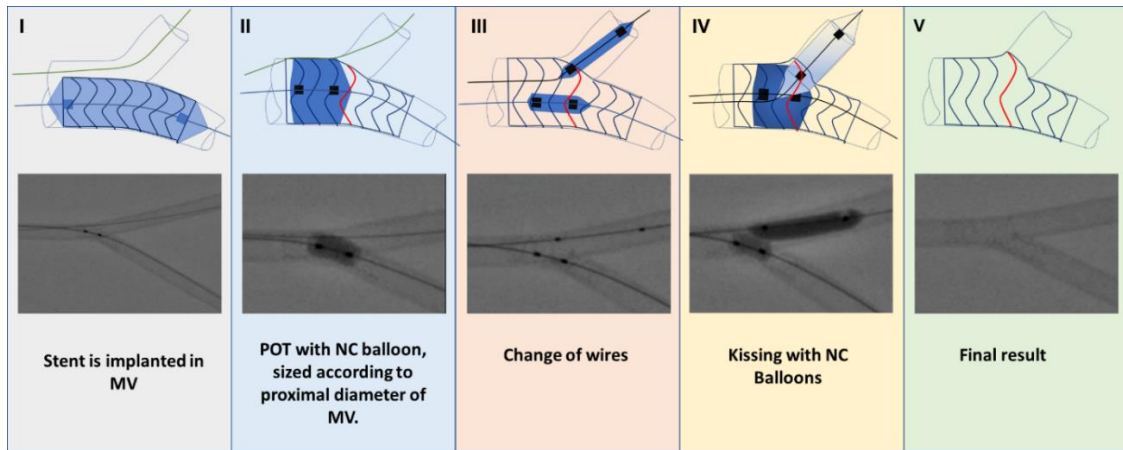 I
II
III
IV
V
Stent is implanted in
MV
POT with NC balloon,
sized according to
proximal diameter of
MV.
Change of wires
Kissing with NC
Balloons
Final result